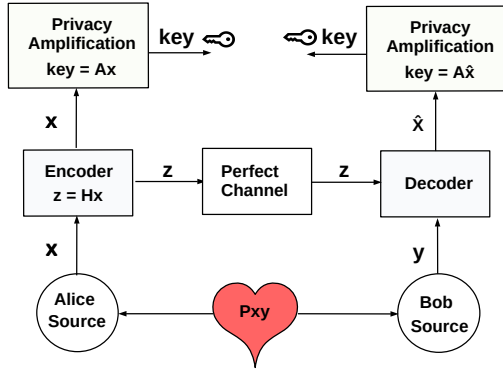 Privacy
Amplification
key = Ax
key
key
Privacy
Amplification
key = Ax̂
x
x̂
Encoder
z = Hx
z
Perfect
Channel
z
Decoder
x
y
Alice
Source
Pxy
Bob
Source